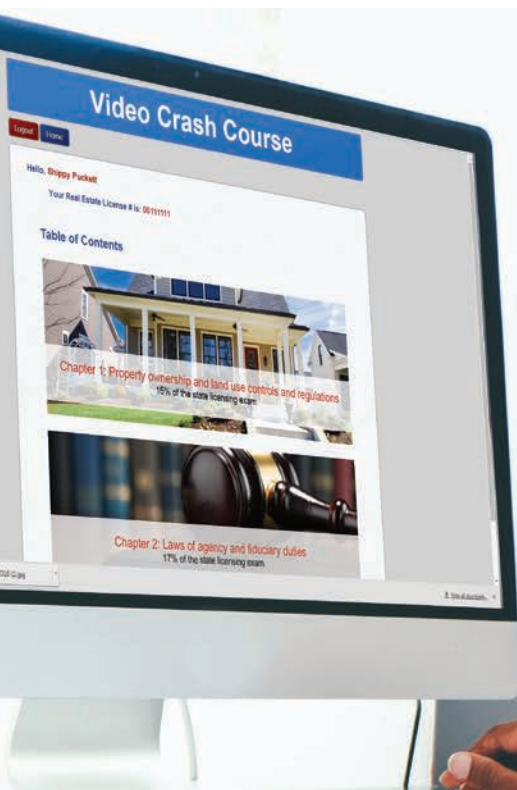 Video Crash Course
Logout Home
Hello, Shippy Puckett
Your Real Estate License # is: 00111111
Table of Contents
Chapter 1: Property ownership and land use controls and regulations
15% of the state licensing exam
Chapter 2: Laws of agency and fiduciary duties
17% of the state licensing exam